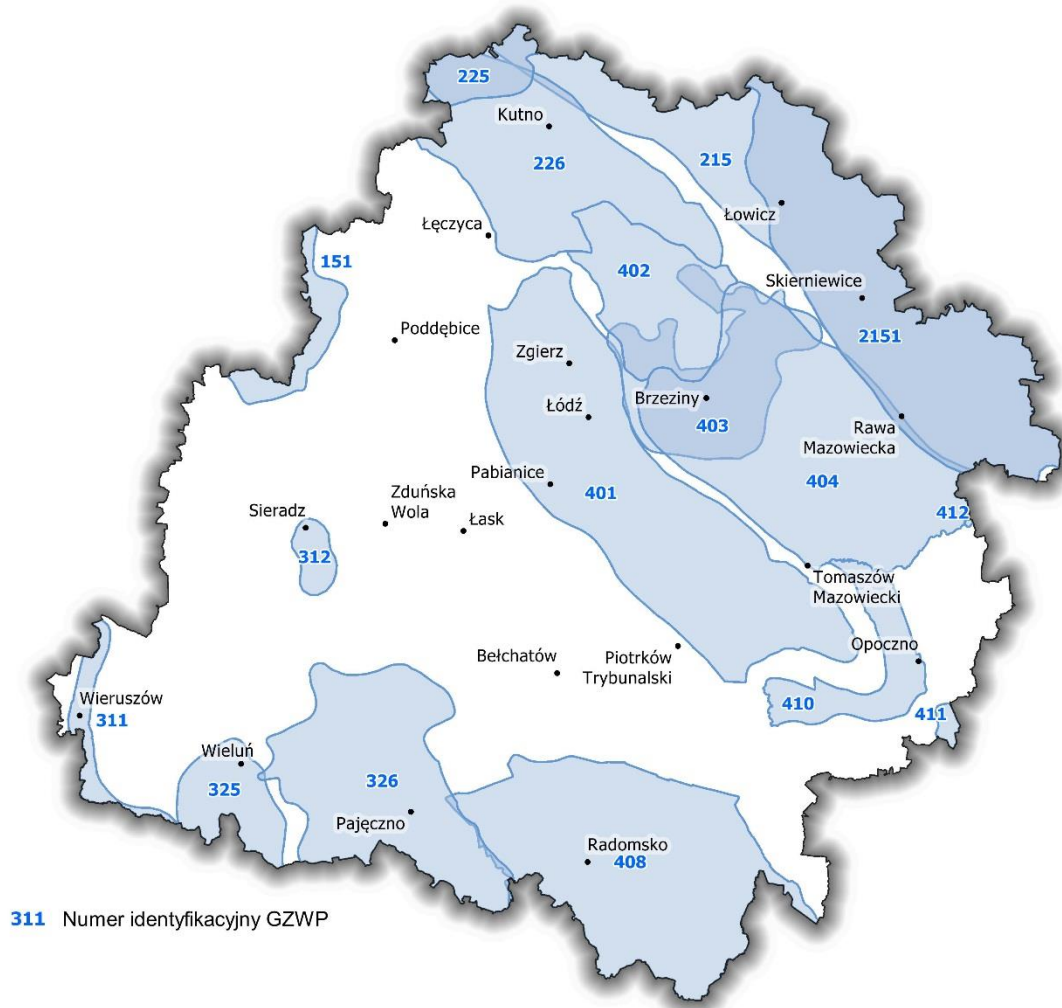 225
Kutno
226
215
Łowicz
Łęczyca
151
402
Skierniewice
2151
Poddębice
Zgierz
Brzeziny
403
Łódź
Rawa
Mazowiecka
404
Pabianice
401
Zduńska
Wola
Łask
Sieradz
312
412
Tomaszów
Mazowiecki
Opoczno
Bełchatów
Piotrków
Trybunalski
410
411
Wieruszów
311
Wieluń
325
326
Pajęczno
Radomsko
408
311 Numer identyfikacyjny GZWP